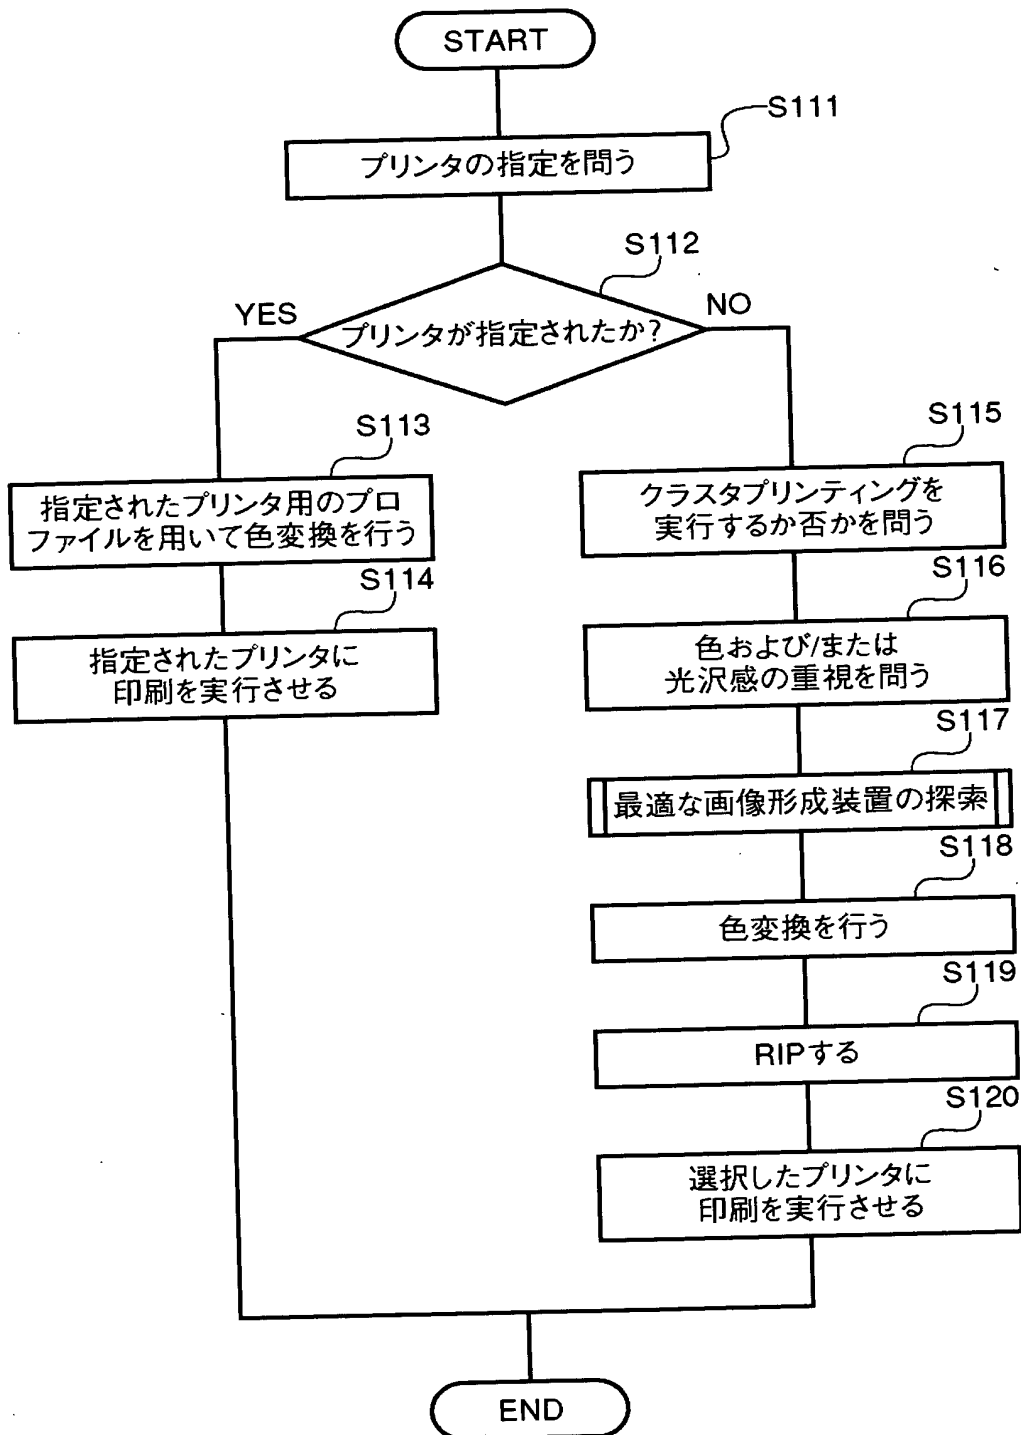 START
S111
プリンタの指定を問う
S112
YES
NO
プリンタが指定されたか?
S113
指定されたプリンタ用のプロ
ファイルを用いて色変換を行う
S114
指定されたプリンタに
印刷を実行させる
S115
クラスタプリンティングを
実行するか否かを問う
S116
色および/または
光沢感の重視を問う
S117
最適な画像形成装置の探索
S118
色変換を行う
S119
RIPする
S120
選択したプリンタに
印刷を実行させる
END